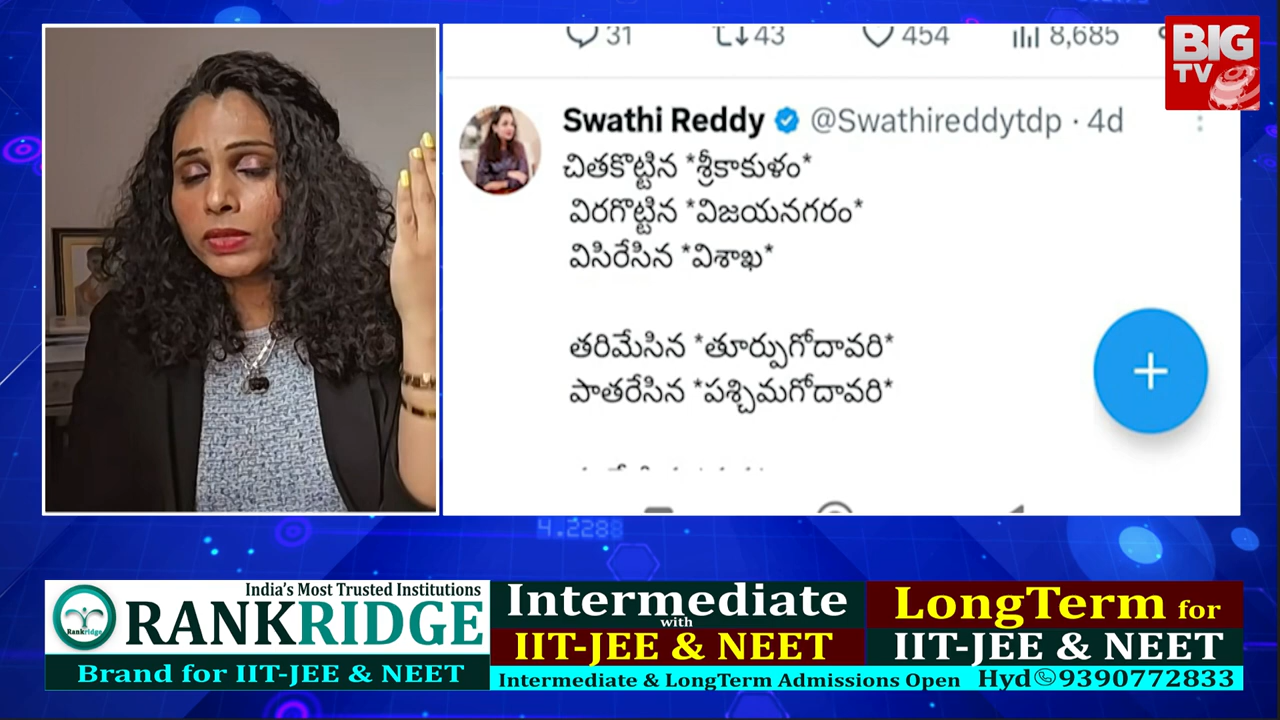 31 43 454 8,685
BIG
TV
Swathi Reddy @Swathireddytdp · 4d
చితకొట్టిన *శ్రీకాకుళం*
విరగొట్టిన *విజయనగరం*
విసిరేసిన *విశాఖ*
తరిమేసిన *తూర్పుగోదావరి*
పాతరేసిన *పశ్చిమగోదావరి*
4.2288
India's Most Trusted Institutions
RANKRIDGE
Rankridge
Brand for IIT-JEE & NEET
Intermediate
with
IIT-JEE & NEET
LongTerm for
IIT-JEE & NEET
Intermediate & LongTerm Admissions Open Hyd 9390772833